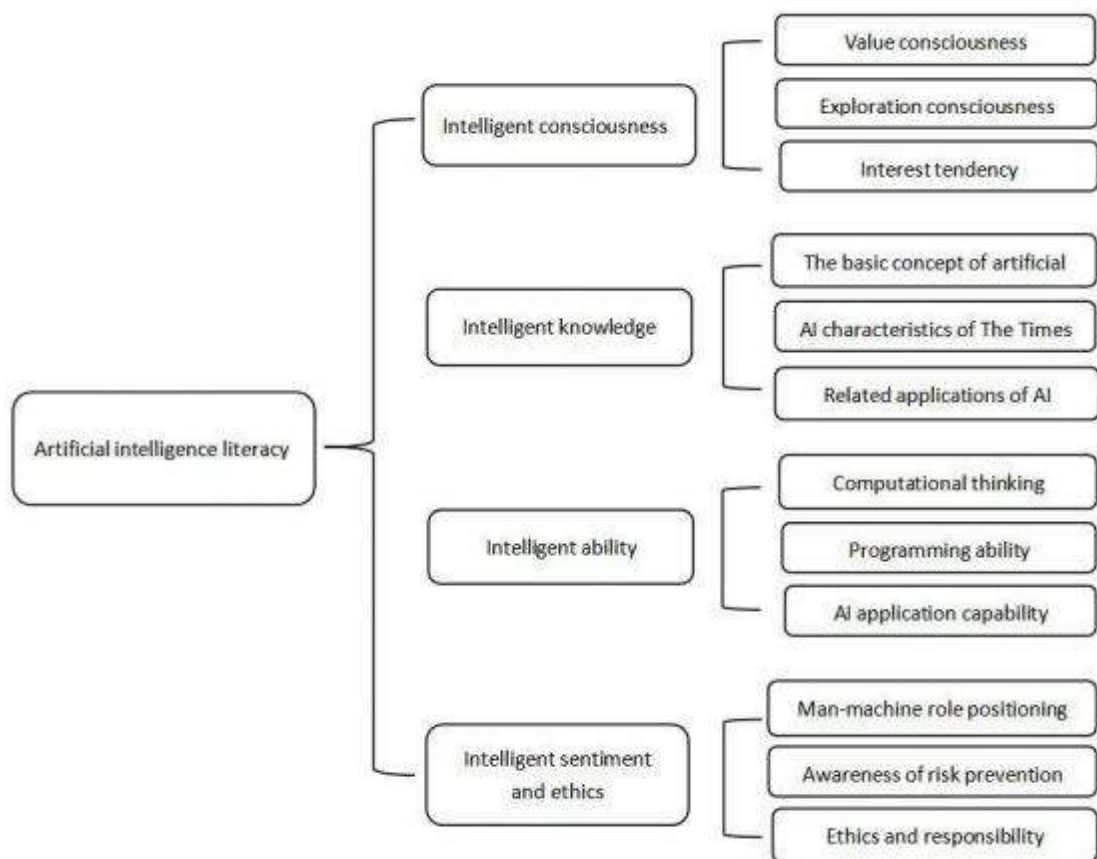 Artificial intelligence literacy
Intelligent consciousness
Value consciousness
Exploration consciousness
Interest tendency
Intelligent knowledge
The basic concept of artificial
AI characteristics of The Times
Related applications of AI
Intelligent ability
Computational thinking
Programming ability
AI application capability
Intelligent sentiment
and ethics
Man-machine role positioning
Awareness of risk prevention
Ethics and responsibility